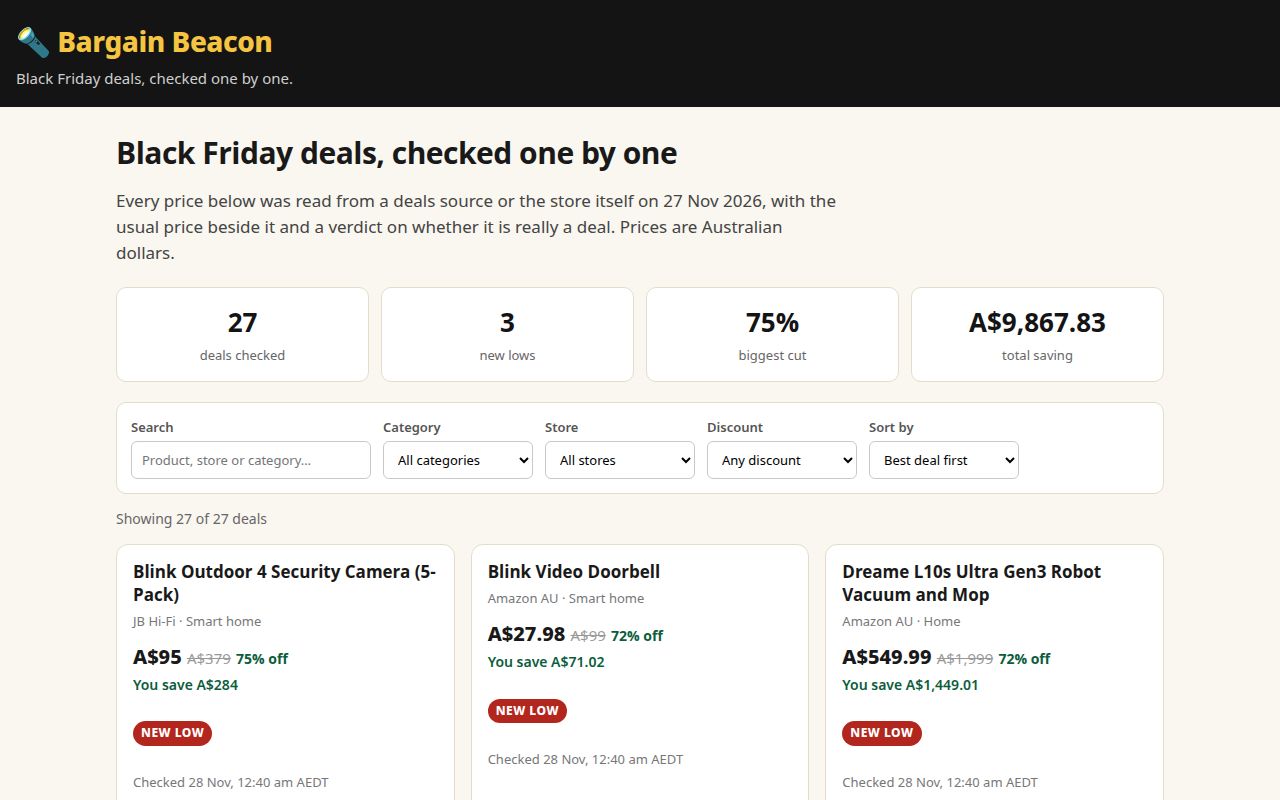 Bargain Beacon
Black Friday deals, checked one by one.
Black Friday deals, checked one by one
Every price below was read from a deals source or the store itself on 27 Nov 2026, with the
usual price beside it and a verdict on whether it is really a deal. Prices are Australian
dollars.
27
deals checked
3
new lows
75%
biggest cut
A$9,867.83
total saving
Search
Product, store or category...
Category
All categories
Store
All stores
Discount
Any discount
Sort by
Best deal first
Showing 27 of 27 deals
Blink Outdoor 4 Security Camera (5-
Pack)
JB Hi-Fi · Smart home
A$95 A$379 75% off
You save A$284
NEW LOW
Checked 28 Nov, 12:40 am AEDT
Blink Video Doorbell
Amazon AU · Smart home
A$27.98 A$99 72% off
You save A$71.02
NEW LOW
Checked 28 Nov, 12:40 am AEDT
Dreame L10s Ultra Gen3 Robot
Vacuum and Mop
Amazon AU · Home
A$549.99 A$1,999 72% off
You save A$1,449.01
NEW LOW
Checked 28 Nov, 12:40 am AEDT